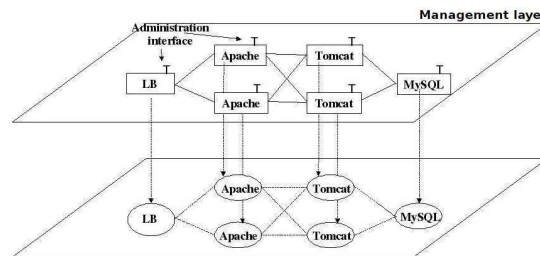 Management laye
Administration
interface
Apache
Tomcat
LB
MySQL
Apache
Tomcat
Apache
Tomcat
LB
MySQL
Apache
Tomcat